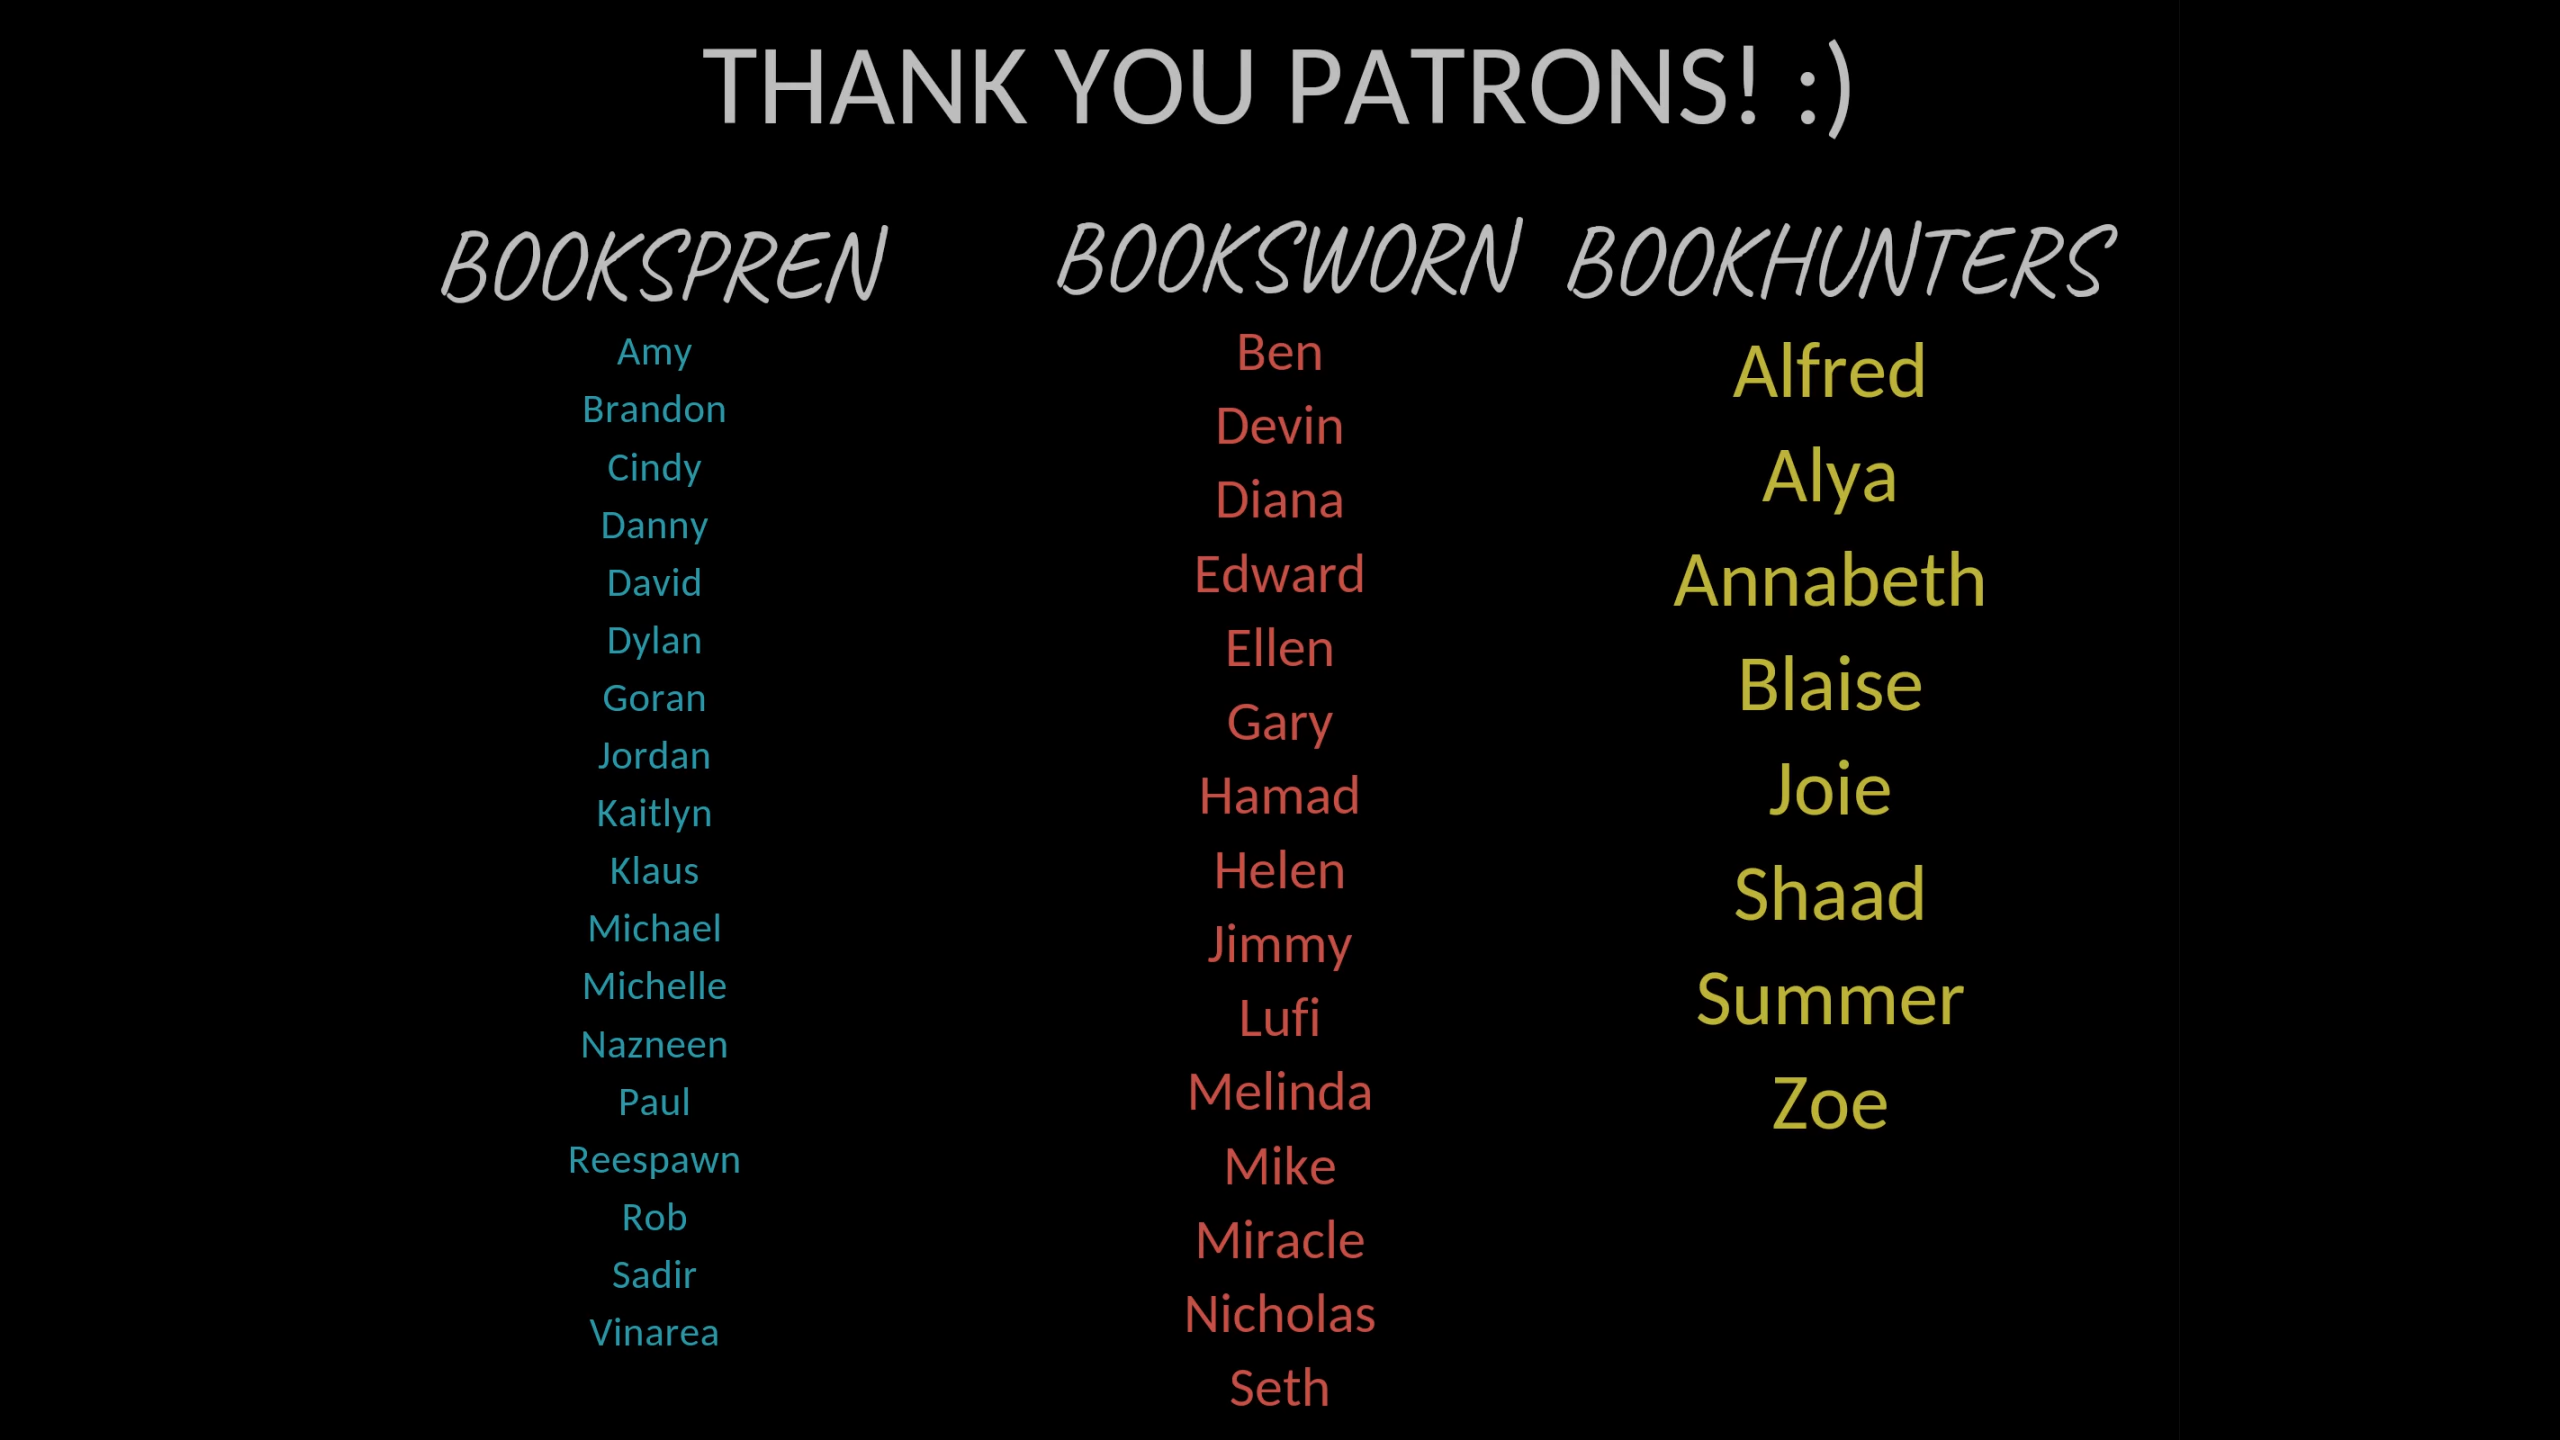 THANK YOU PATRONS! :)
BOOKSPREN
Amy
Brandon
Cindy
Danny
David
Dylan
Goran
Jordan
Kaitlyn
Klaus
Michael
Michelle
Nazneen
Paul
Reespawn
Rob
Sadir
Vinarea
BOOKSWORN
Ben
Devin
Diana
Edward
Ellen
Gary
Hamad
Helen
Jimmy
Lufi
Melinda
Mike
Miracle
Nicholas
Seth
BOOKHUNTERS
Alfred
Alya
Annabeth
Blaise
Joie
Shaad
Summer
Zoe